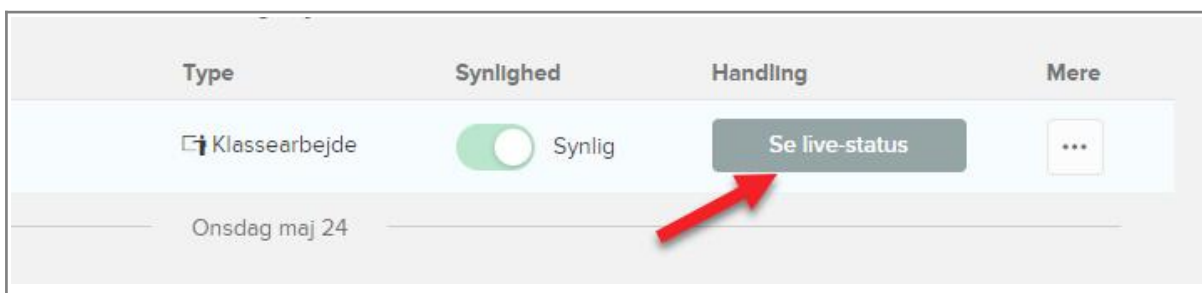 Type Synlighed Handling Mere
Klassearbejde Synlig Se live-status ...
Onsdag maj 24